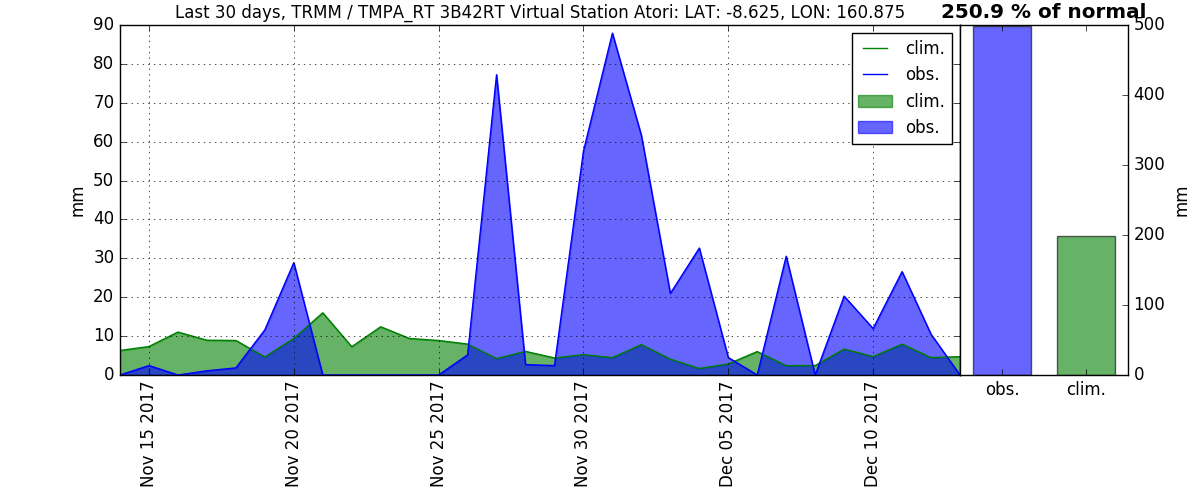 Last 30 days, TRMM / TMPA_RT 3B42RT Virtual Station Atori: LAT: -8.625, LON: 160.875
250.9 % of normal
90
80
70
60
50
40
30
20
10
0
mm
clim.
obs.
clim.
obs.
Nov 15 2017
Nov 20 2017
Nov 25 2017
Nov 30 2017
Dec 05 2017
Dec 10 2017
500
400
300
200
100
0
mm
obs.
clim.